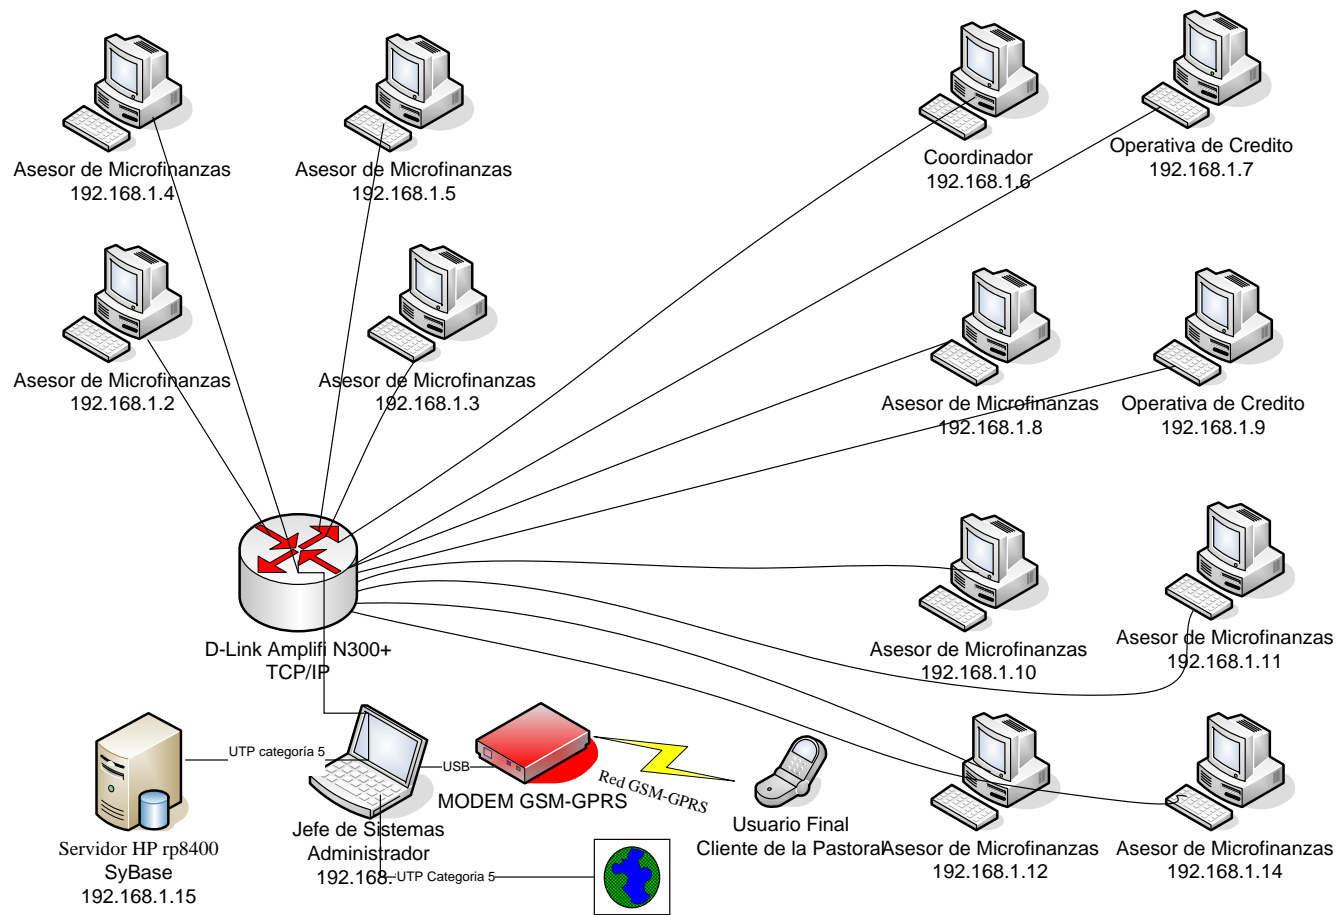 Asesor de Microfinanzas
192.168.1.4
Asesor de Microfinanzas
192.168.1.5
Coordinador
192.168.1.6
Operativa de Credito
192.168.1.7
Asesor de Microfinanzas
192.168.1.2
Asesor de Microfinanzas
192.168.1.3
Asesor de Microfinanzas
192.168.1.8
Operativa de Credito
192.168.1.9
D-Link Amplifi N300+
TCP/IP
Asesor de Microfinanzas
192.168.1.10
Asesor de Microfinanzas
192.168.1.11
UTP categoría 5
USB
Red GSM-GPRS
MODEM GSM-GPRS
Servidor HP rp8400
SyBase
192.168.1.15
Jefe de Sistemas
Administrador
192.168.
UTP Categoria 5
Usuario Final
Cliente de la Pastoral
Asesor de Microfinanzas
192.168.1.12
Asesor de Microfinanzas
192.168.1.14